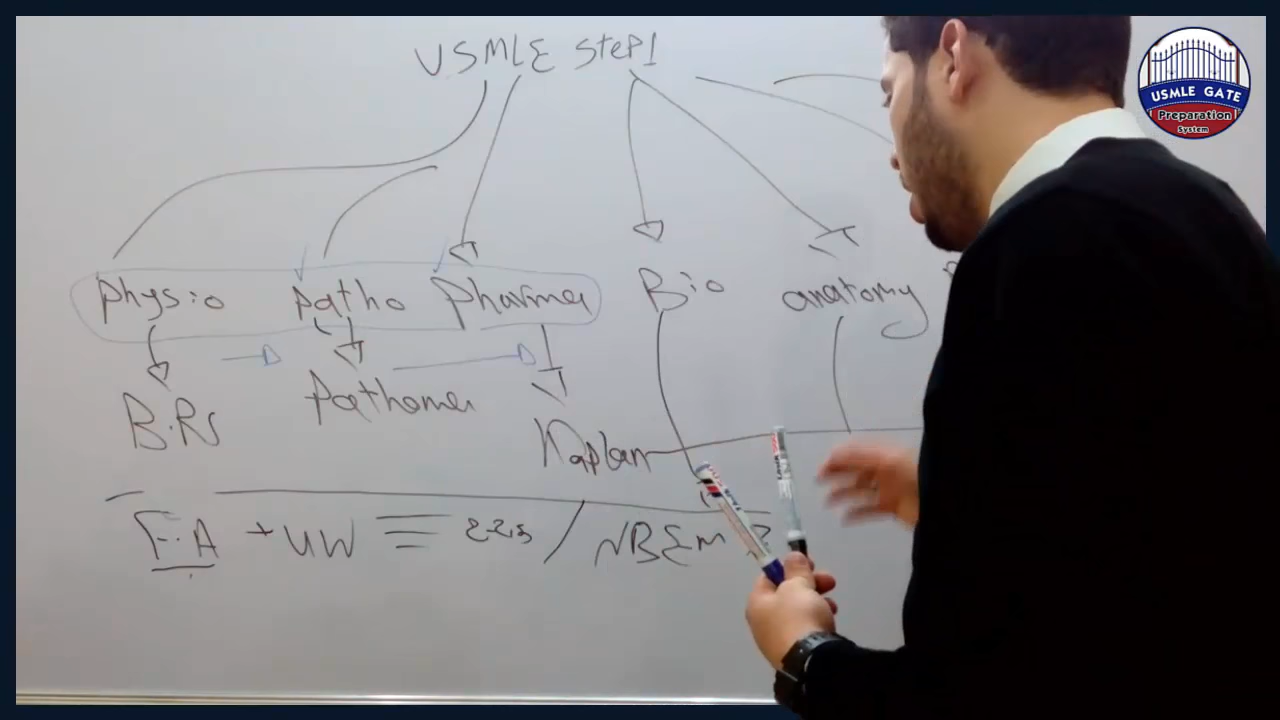 USMLE Step1
USMLE GATE
Preparation
System
physio patho pharma Bio anatomy
B.RS Pathoma Kaplan
F.A + UW
NBEM